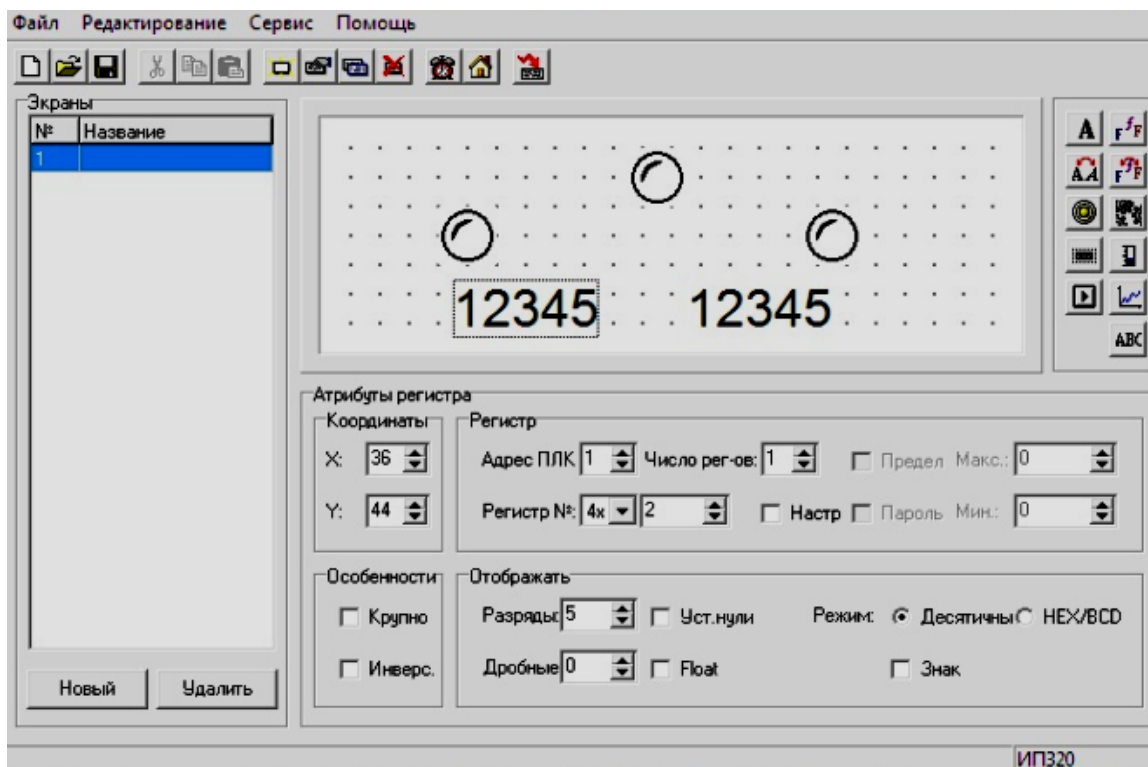 Файл Редактирование Сервис Помощь
Экраны
№ Название
1
12345 12345
A F f F
A A F F
ABC
Атрибуты регистра
Координаты
X: 36
Y: 44
Регистр
Адрес ПЛК 1 Число рег-ов: 1 Предел Макс.: 0
Регистр №: 4x 2 Настр Пароль Мин.: 0
Особенности
Крупно
Инверс.
Отображать
Разряды: 5 Уст.нули Режим: Десятичны HEX/BCD
Дробные 0 Float Знак
Новый Удалить
ИП320